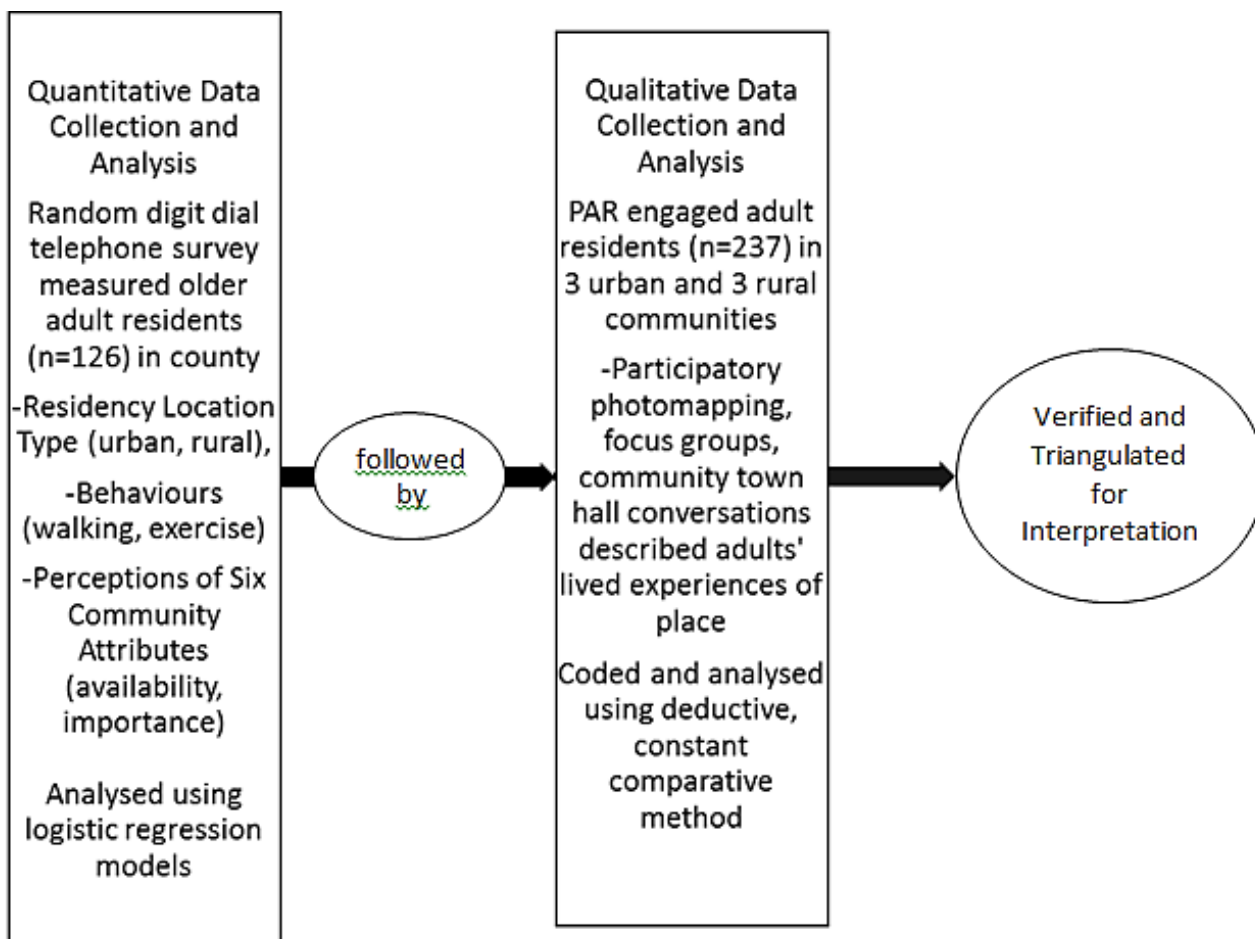 Quantitative Data
Collection and
Analysis
Random digit dial
telephone survey
measured older
adult residents
(n=126) in county
-Residency Location
Type (urban, rural),
-Behaviours
(walking, exercise)
-Perceptions of Six
Community
Attributes
(availability,
importance)
Analysed using
logistic regression
models
followed
by
Qualitative Data
Collection and
Analysis
PAR engaged adult
residents (n=237) in
3 urban and 3 rural
communities
-Participatory
photomapping,
focus groups,
community town
hall conversations
described adults'
lived experiences of
place
Coded and analysed
using deductive,
constant
comparative
method
Verified and
Triangulated
for
Interpretation